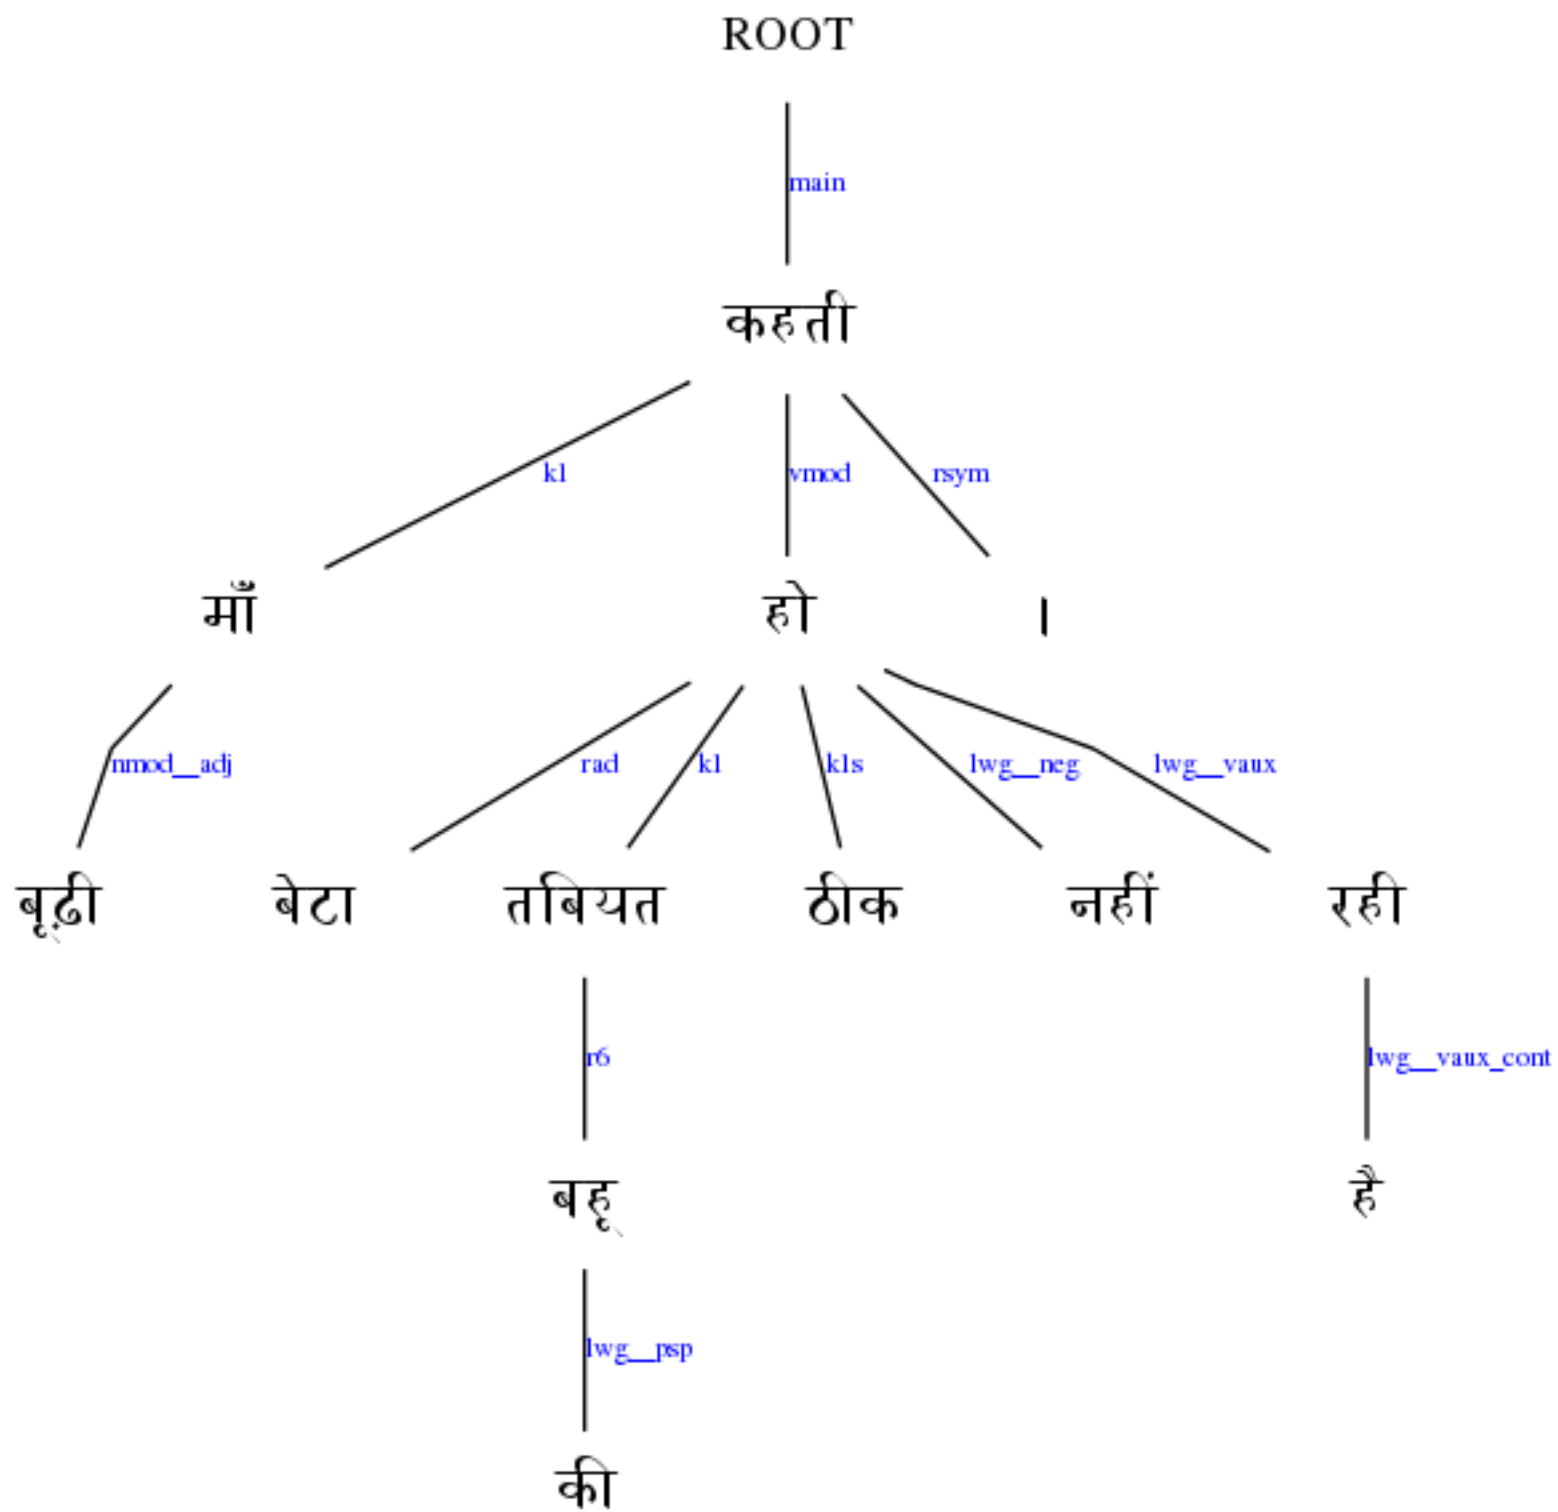 ROOT
main
कहती
k1 vmod rsym
माँ हो ।
nmod__adj rad k1 k1s lwg__neg lwg__vaux
बूढ़ी बेटा तबियत ठीक नहीं रही
r6 lwg__vaux_cont
बहू है
lwg__psp
की